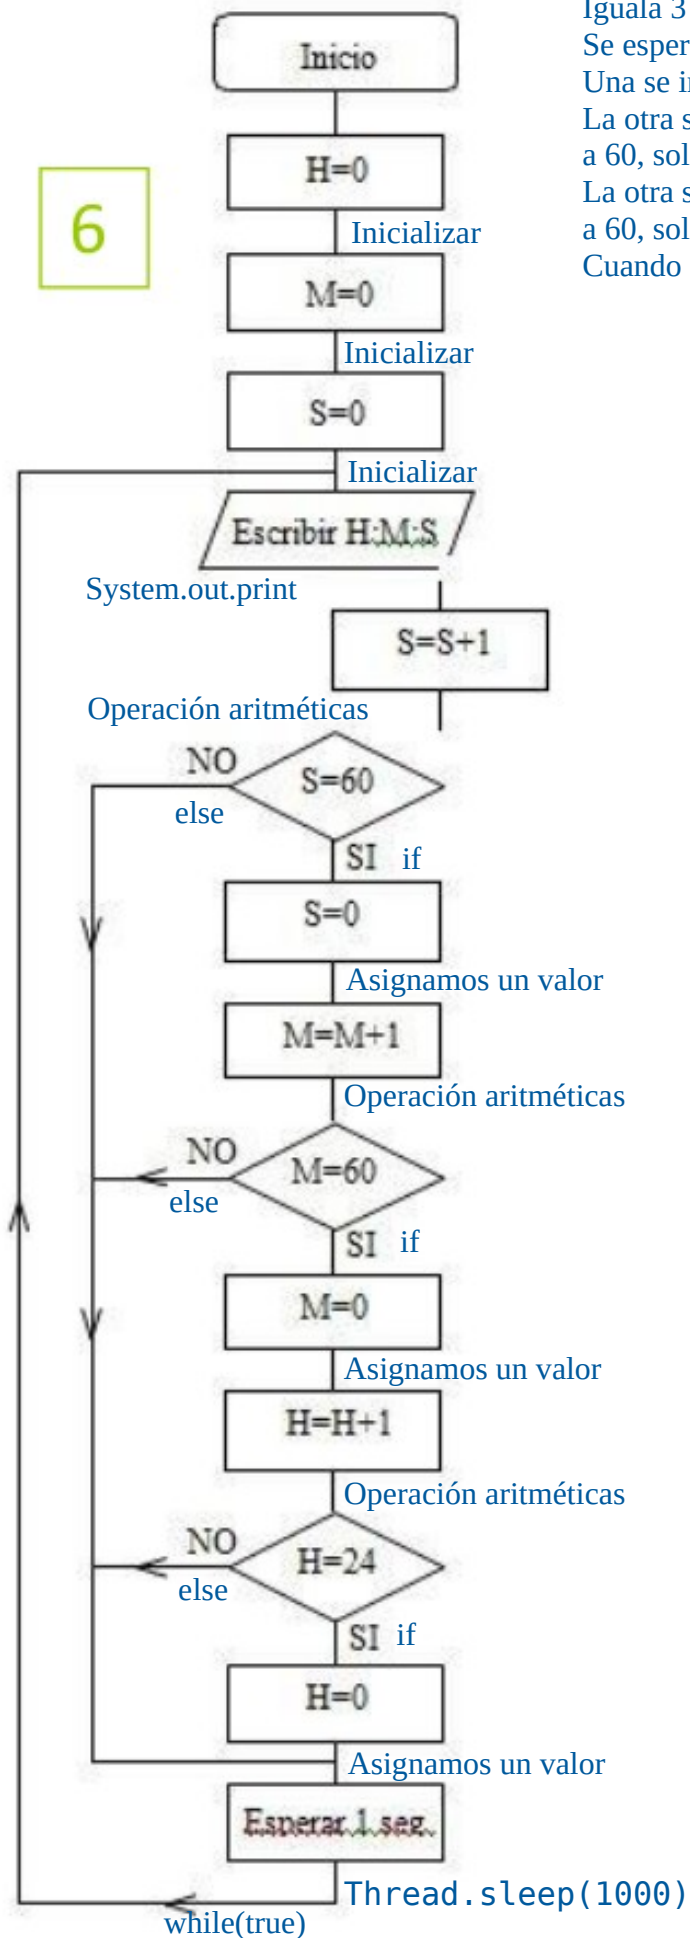 Iguala 3
Se esper
Una se i
La otra s
a 60, sol
La otra s
a 60, sol
Cuando
Inicio
H=0
6
Inicializar
M=0
Inicializar
S=0
Inicializar
Escribir H:M:S
System.out.print
S=S+1
Operación aritméticas
NO
S=60
else
SI if
S=0
Asignamos un valor
M=M+1
Operación aritméticas
NO
M=60
else
SI if
M=0
Asignamos un valor
H=H+1
Operación aritméticas
NO
H=24
else
SI if
H=0
Asignamos un valor
Esperar 1 seg.
Thread.sleep(1000)
while(true)